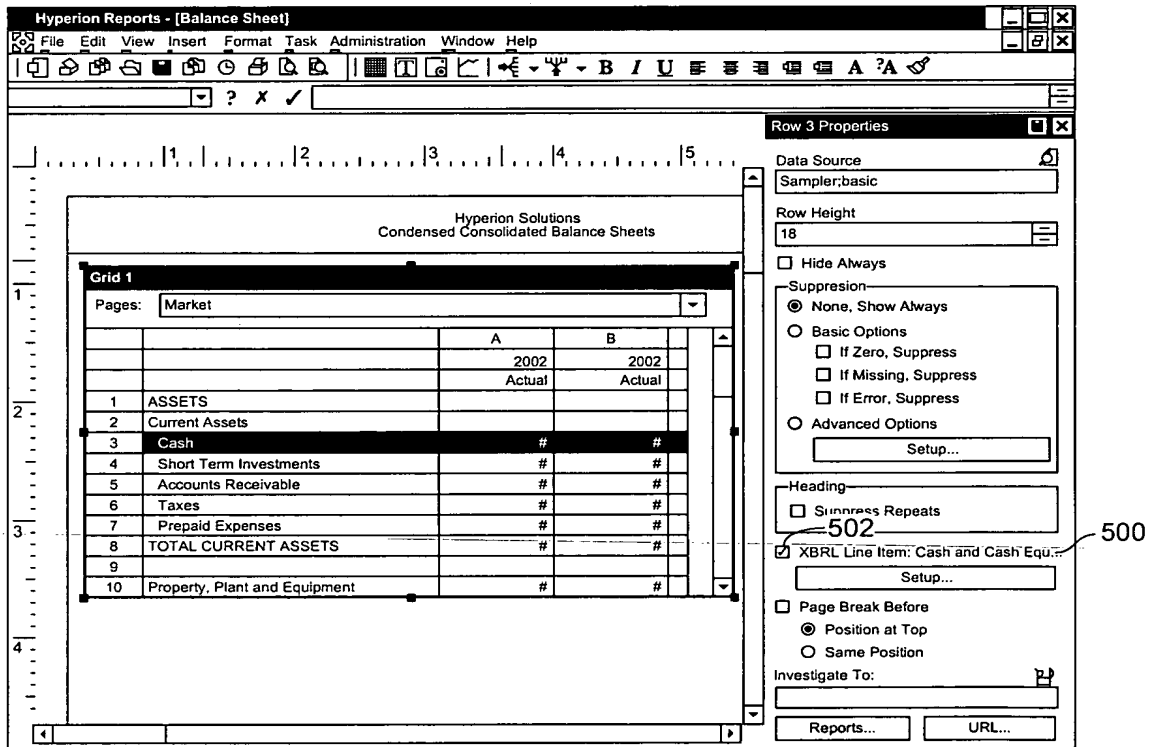 Hyperion Reports - [Balance Sheet]
File Edit View Insert Format Task Administration Window Help
B I U A ?A
? X ✓
Row 3 Properties
1 2 3 4 5
Data Source
Sampler;basic
Hyperion Solutions
Condensed Consolidated Balance Sheets
Row Height
18
Hide Always
Grid 1
Pages: Market
Suppresion
None, Show Always
Basic Options
If Zero, Suppress
If Missing, Suppress
If Error, Suppress
Advanced Options
Setup...
A B
2002 2002
Actual Actual
1 ASSETS
2 Current Assets
3 Cash # #
4 Short Term Investments # #
5 Accounts Receivable # #
6 Taxes # #
7 Prepaid Expenses # #
8 TOTAL CURRENT ASSETS # #
9
10 Property, Plant and Equipment # #
1
2
3
4
Heading
Suppress Repeats
502
500
XBRL Line Item: Cash and Cash Equ...
Setup...
Page Break Before
Position at Top
Same Position
Investigate To:
Reports... URL...